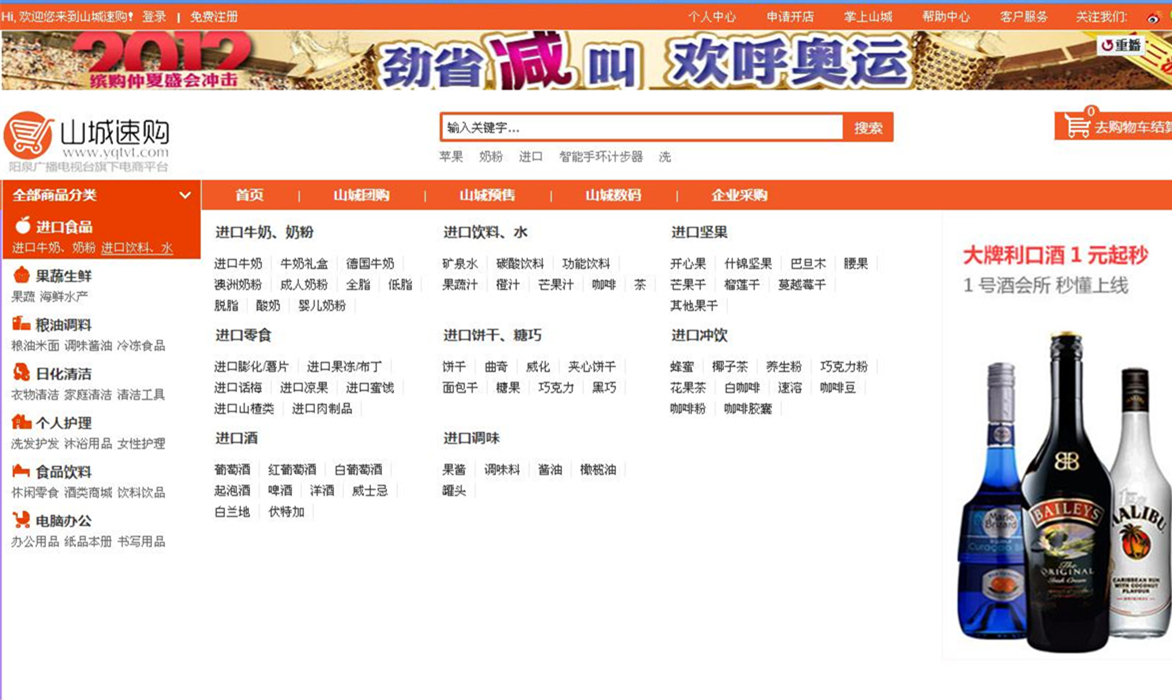 Hi, 欢迎您来到山城速购! 登录 | 免费注册
个人中心 申请开店 掌上山城 帮助中心 客户服务 关注我们:
2012
缤购仲夏盛会冲击
劲省 减 叫 欢呼奥运
重播
山城速购
www.yqtvt.com
阳泉广播电视台旗下电商平台
输入关键字...
搜索
苹果 奶粉 进口 智能手环计步器 洗
0
去购物车结算
全部商品分类
首页 | 山城团购 | 山城预售 | 山城数码 | 企业采购
进口食品
进口牛奶、奶粉 进口饮料、水
果蔬生鲜
果蔬 海鲜水产
粮油调料
粮油米面 调味酱油 冷冻食品
日化清洁
衣物清洁 家庭清洁 清洁工具
个人护理
洗发护发 沐浴用品 女性护理
食品饮料
休闲零食 酒类商城 饮料饮品
电脑办公
办公用品 纸品本册 书写用品
进口牛奶、奶粉
进口牛奶 牛奶礼盒 德国牛奶
澳洲奶粉 成人奶粉 全脂 低脂
脱脂 酸奶 婴儿奶粉
进口零食
进口膨化/薯片 进口果冻/布丁
进口话梅 进口凉果 进口蜜饯
进口山楂类 进口肉制品
进口酒
葡萄酒 红葡萄酒 白葡萄酒
起泡酒 啤酒 洋酒 威士忌
白兰地 伏特加
进口饮料、水
矿泉水 碳酸饮料 功能饮料
果蔬汁 橙汁 芒果汁 咖啡 茶
进口饼干、糖巧
饼干 曲奇 威化 夹心饼干
面包干 糖果 巧克力 黑巧
进口调味
果酱 调味料 酱油 橄榄油
罐头
进口坚果
开心果 什锦坚果 巴旦木 腰果
芒果干 榴莲干 蔓越莓干
其他果干
进口冲饮
蜂蜜 椰子茶 养生粉 巧克力粉
花果茶 白咖啡 速溶 咖啡豆
咖啡粉 咖啡胶囊
大牌利口酒 1 元起秒
1 号酒会所 秒懂上线
Marie
Brizard
Curaçao Bl
BAILEYS
The
ORIGINAL
Irish Cream
MALIBU
CARIBBEAN RUM
WITH COCONUT
FLAVOUR